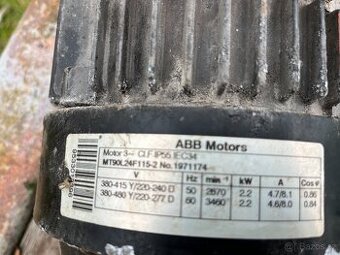 ABB Motors
Motor 3~ CI.F IP55 IEC34
MT90L24F115-2 No.1971174
V Hz min⁻¹ kW A Cos φ
380-415 Y/220-240 D 50 2870 2.2 4.7/8.1 0.86
380-480 Y/220-277 D 60 3460 2.2 4.6/8.0 0.84